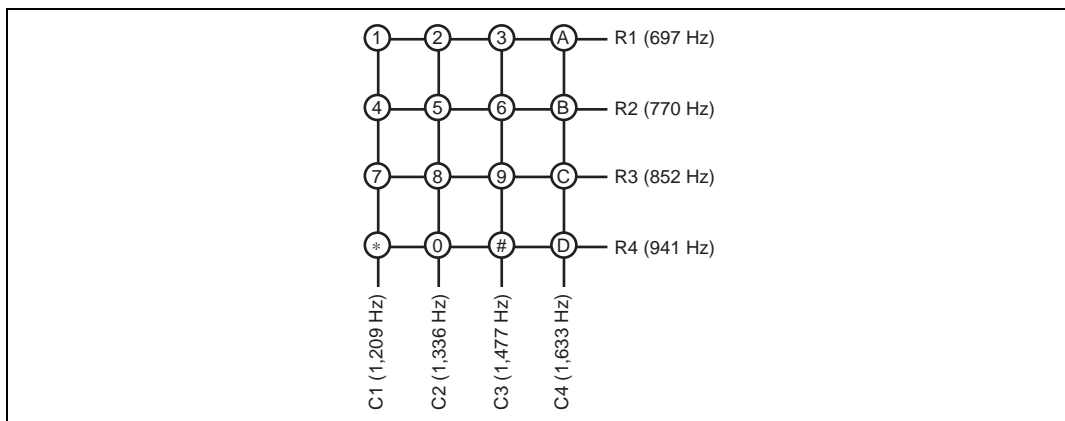 1 2 3 A R1 (697 Hz)
4 5 6 B R2 (770 Hz)
7 8 9 C R3 (852 Hz)
* 0 # D R4 (941 Hz)
C1 (1,209 Hz)
C2 (1,336 Hz)
C3 (1,477 Hz)
C4 (1,633 Hz)